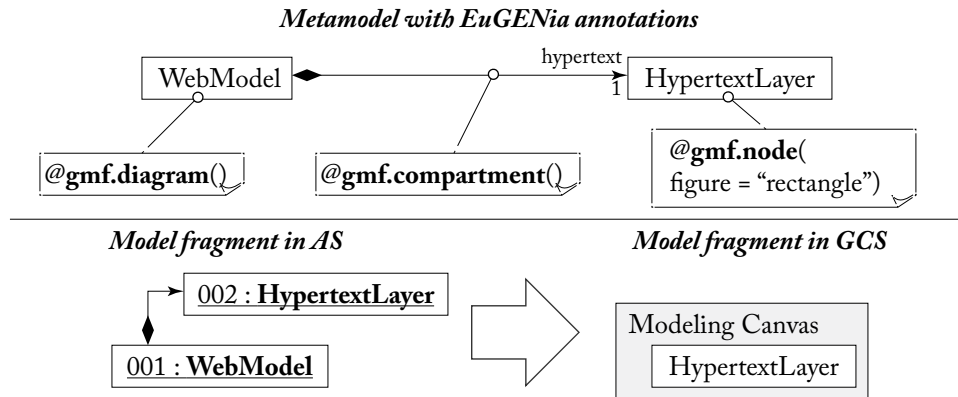 Metamodel with EuGENia annotations
WebModel
hypertext
1
HypertextLayer
@gmf.diagram()
@gmf.compartment()
@gmf.node(
figure = “rectangle”)
Model fragment in AS
Model fragment in GCS
002 : HypertextLayer
001 : WebModel
Modeling Canvas
HypertextLayer